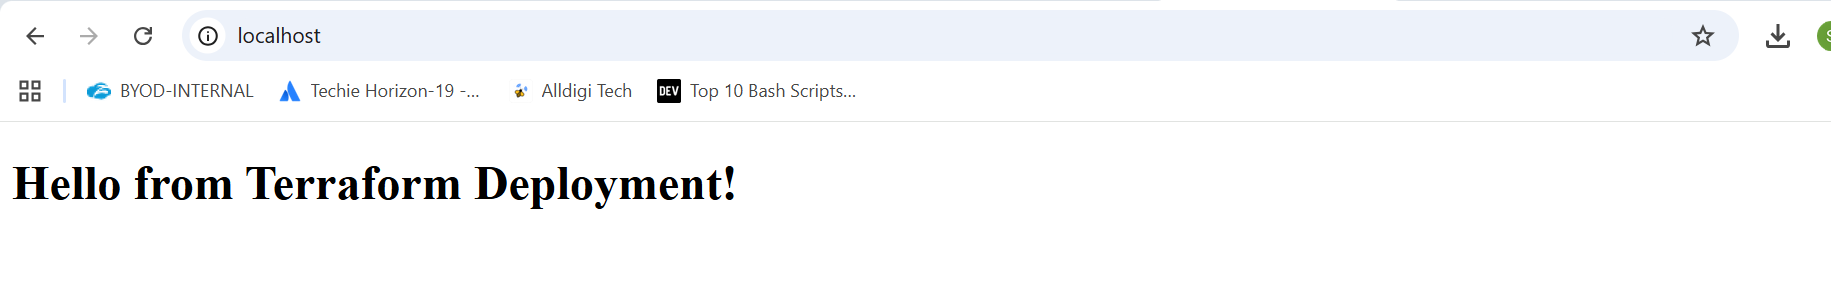 localhost
BYOD-INTERNAL Techie Horizon-19 -... Alldigi Tech DEV Top 10 Bash Scripts...
Hello from Terraform Deployment!